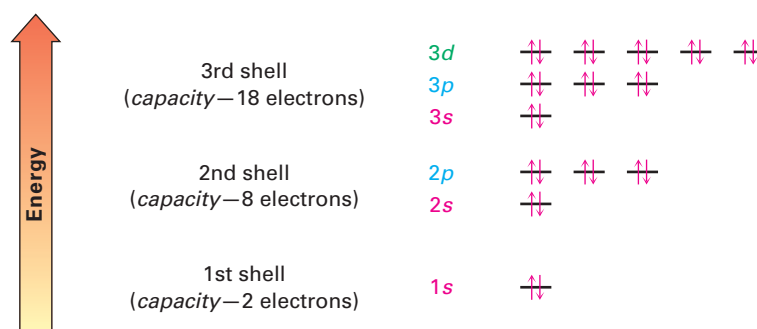 3d
3rd shell
(capacity—18 electrons)
3p
3s
Energy
2nd shell
(capacity—8 electrons)
2p
2s
1st shell
(capacity—2 electrons)
1s